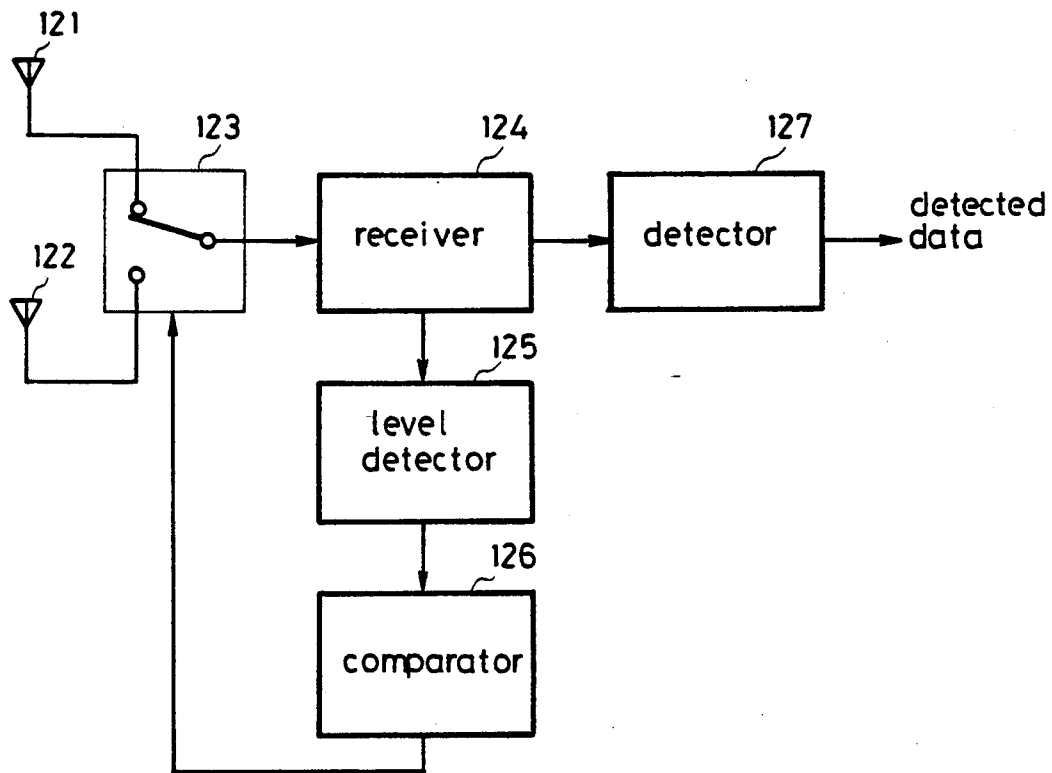 121
123
124
127
receiver
detector
detected
data
122
125
level
detector
126
comparator